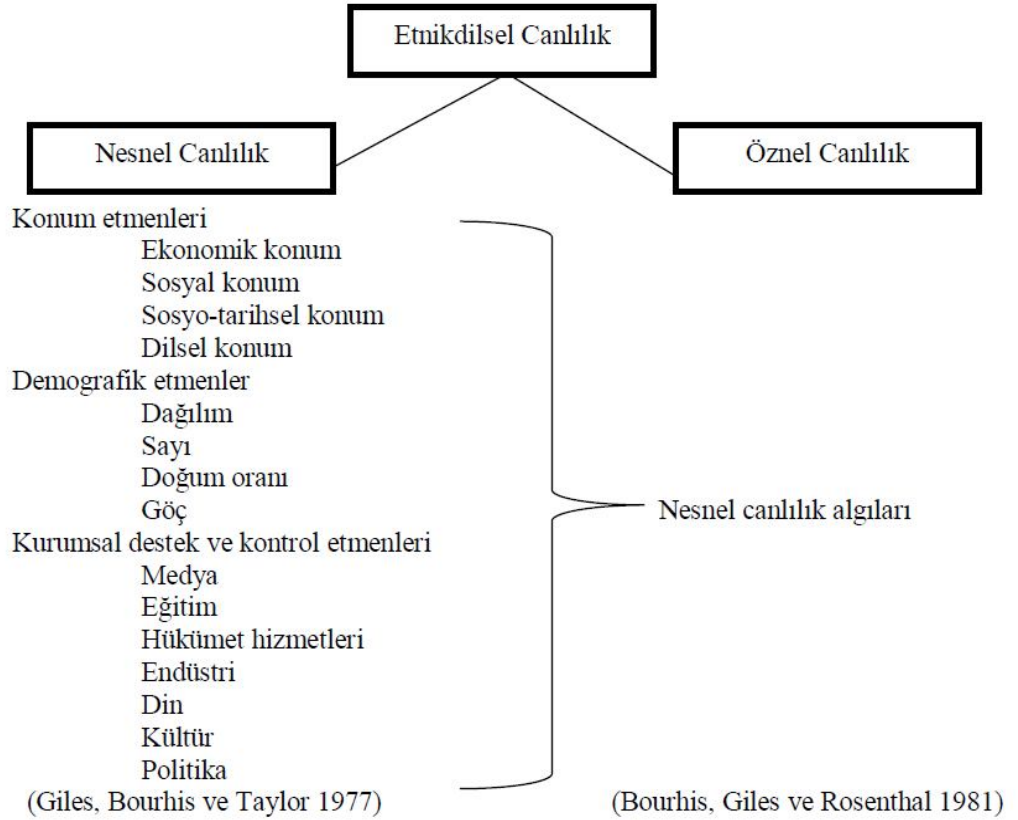 Etnikdilsel Canlılık
Nesnel Canlılık
Öznel Canlılık
Konum etmenleri
Ekonomik konum
Sosyal konum
Sosyo-tarihsel konum
Dilsel konum
Demografik etmenler
Dağılım
Sayı
Doğum oranı
Göç
Kurumsal destek ve kontrol etmenleri
Medya
Eğitim
Hükümet hizmetleri
Endüstri
Din
Kültür
Politika
(Giles, Bourhis ve Taylor 1977)
Nesnel canlılık algıları
(Bourhis, Giles ve Rosenthal 1981)